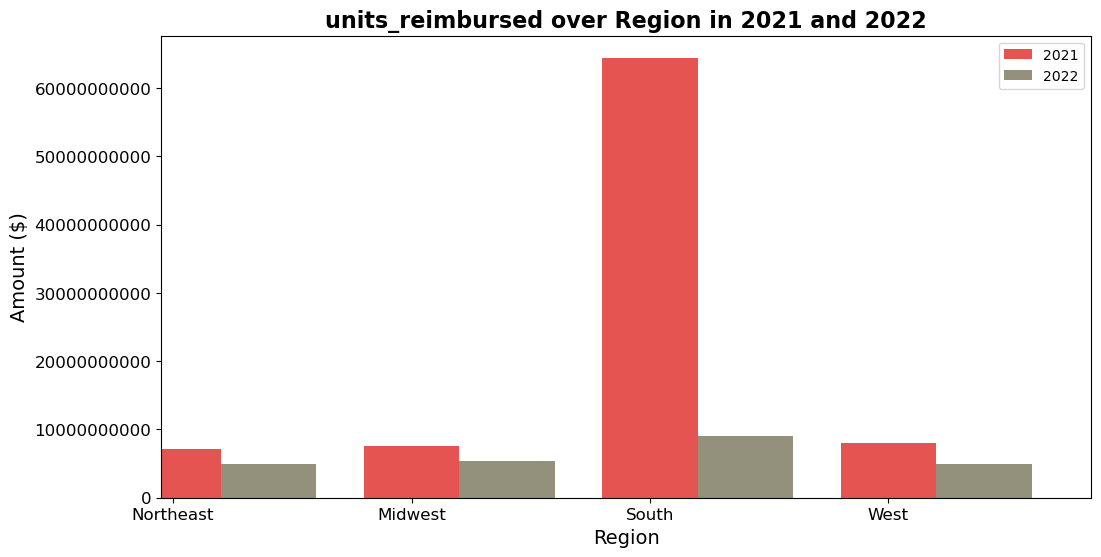 units_reimbursed over Region in 2021 and 2022
2021
2022
60000000000
50000000000
40000000000
30000000000
20000000000
10000000000
0
Amount ($)
Northeast Midwest South West
Region